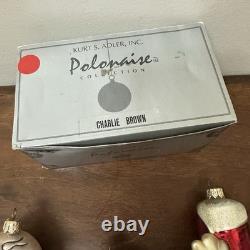 KURT S. ADLER, INC.
Polonaise
COLLECTION
CHARLIE BROWN